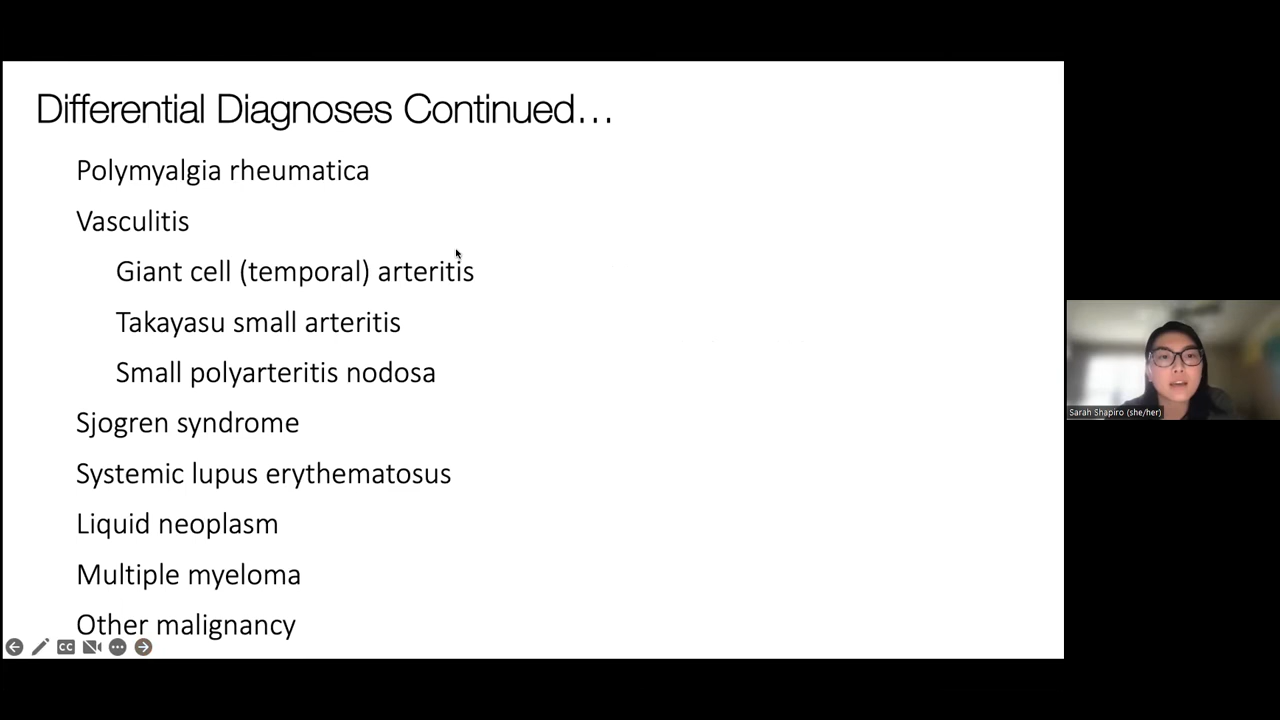 Differential Diagnoses Continued...
Polymyalgia rheumatica
Vasculitis
Giant cell (temporal) arteritis
Takayasu small arteritis
Small polyarteritis nodosa
Sjogren syndrome
Systemic lupus erythematosus
Liquid neoplasm
Multiple myeloma
Other malignancy
CC
Sarah Shapiro (she/her)